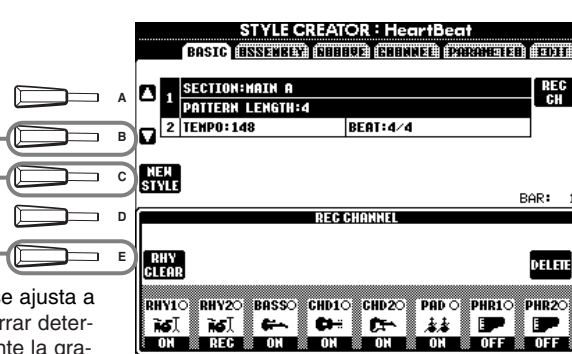 STYLE CREATOR : HeartBeat
BASIC ASSEMBLY GROOVE CHANNEL PARAMETER EDIT
A
1 SECTION:MAIN A
REC CH
PATTERN LENGTH:4
B
2 TEMPO:148 BEAT:4/4
C
NEW STYLE
BAR: 1
D
REC CHANNEL
E
RHY CLEAR
DELETE
se ajusta a
rrar deter-
nte la gra-
RHY1 RHY2 BASS CHD1 CHD2 PAD PHR1 PHR2
ON REC ON ON ON ON OFF OFF